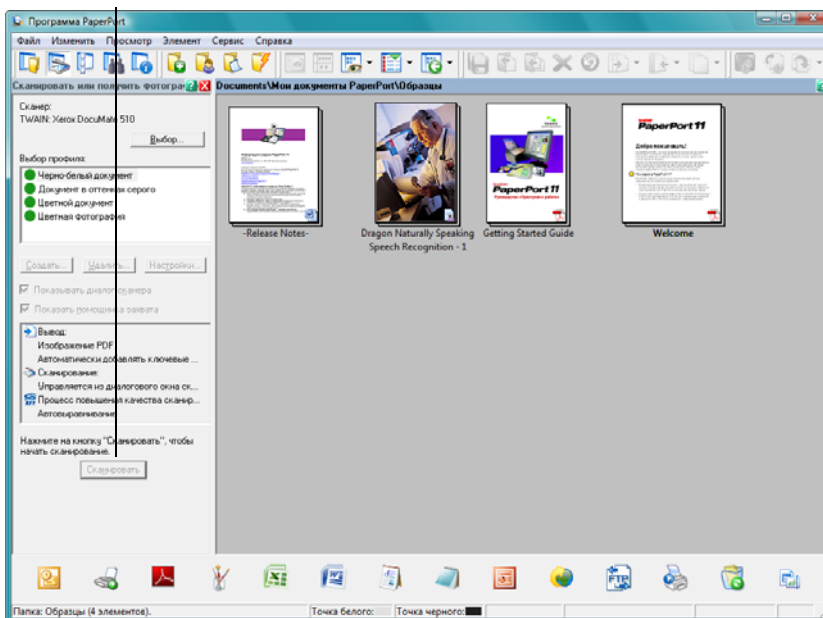 Программа PaperPort
Файл Изменить Просмотр Элемент Сервис Справка
Сканировать или получить фотогра
Documents\Мои документы PaperPort\Образцы
Сканер:
TWAIN: Xerox DocuMate 510
Выбор...
Выбор профиля:
Черно-белый документ
Документ в оттенках серого
Цветной документ
Цветная фотография
Создать... Удалить... Настройки...
Показывать диалог сканера
Показать помощника захвата
Вывод:
Изображение PDF
Автоматически добавлять ключевые ...
Сканирование:
Управляется из диалогового окна ск...
Процесс повышения качества сканир...
Автовыравнивание
Нажмите на кнопку "Сканировать", чтобы
начать сканирование.
Сканировать
PaperPort 11
PaperPort 11
Добро пожаловать!
-Release Notes-
Dragon Naturally Speaking
Speech Recognition - 1
Getting Started Guide
Welcome
FTP
Папка: Образцы (4 элементов).
Точка белого:
Точка черного: